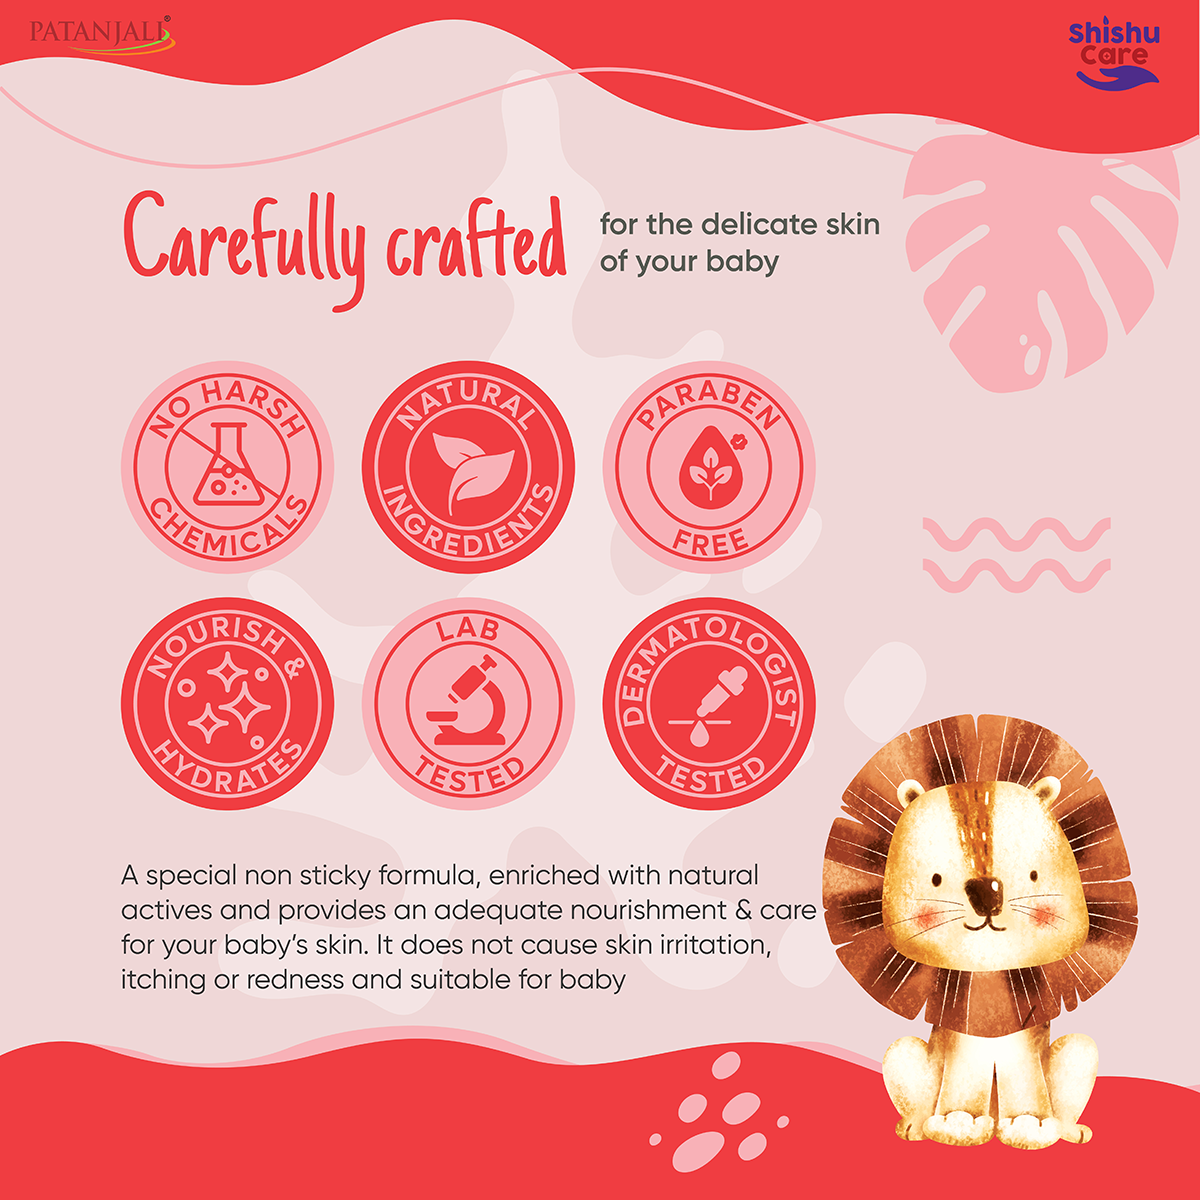 PATANJALI®
Shishu
Care
Carefully crafted
for the delicate skin
of your baby
NO HARSH
CHEMICALS
NATURAL
INGREDIENTS
PARABEN
FREE
NOURISH &
HYDRATES
LAB
TESTED
DERMATOLOGIST
TESTED
A special non sticky formula, enriched with natural
actives and provides an adequate nourishment & care
for your baby's skin. It does not cause skin irritation,
itching or redness and suitable for baby